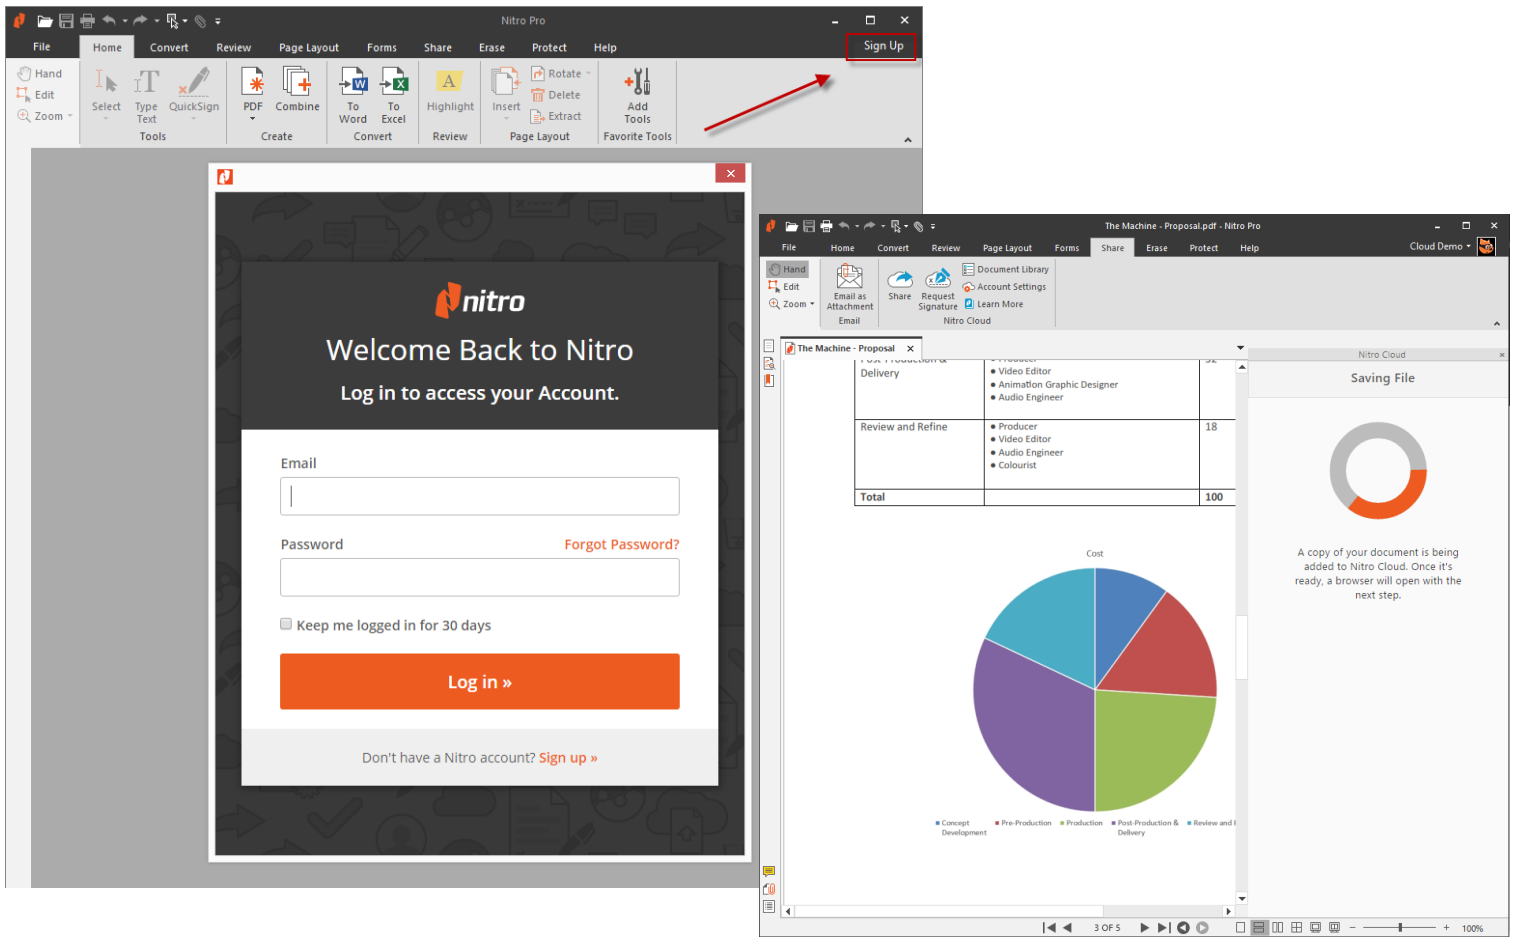 Nitro Pro
File Home Convert Review Page Layout Forms Share Erase Protect Help Sign Up
Hand
Edit
Zoom
Select
Type
Text
QuickSign
Tools
PDF
Combine
Create
To
Word
To
Excel
Convert
A
Highlight
Review
Insert
Rotate
Delete
Extract
Page Layout
Add
Tools
Favorite Tools
nitro
Welcome Back to Nitro
Log in to access your Account.
Email
Password Forgot Password?
Keep me logged in for 30 days
Log in »
Don't have a Nitro account? Sign up »
The Machine - Proposal.pdf - Nitro Pro
File Home Convert Review Page Layout Forms Share Erase Protect Help Cloud Demo
Hand
Edit
Zoom
Email as
Attachment
Email
Share
Request
Signature
Document Library
Account Settings
Learn More
Nitro Cloud
The Machine - Proposal
Post-Production &
Delivery
• Producer
• Video Editor
• Animation Graphic Designer
• Audio Engineer
32
Review and Refine
• Producer
• Video Editor
• Audio Engineer
• Colourist
18
Total 100
Cost
Concept
Development
Pre-Production
Production
Post-Production &
Delivery
Review and
Nitro Cloud
Saving File
A copy of your document is being
added to Nitro Cloud. Once it's
ready, a browser will open with the
next step.
3 OF 5
100%